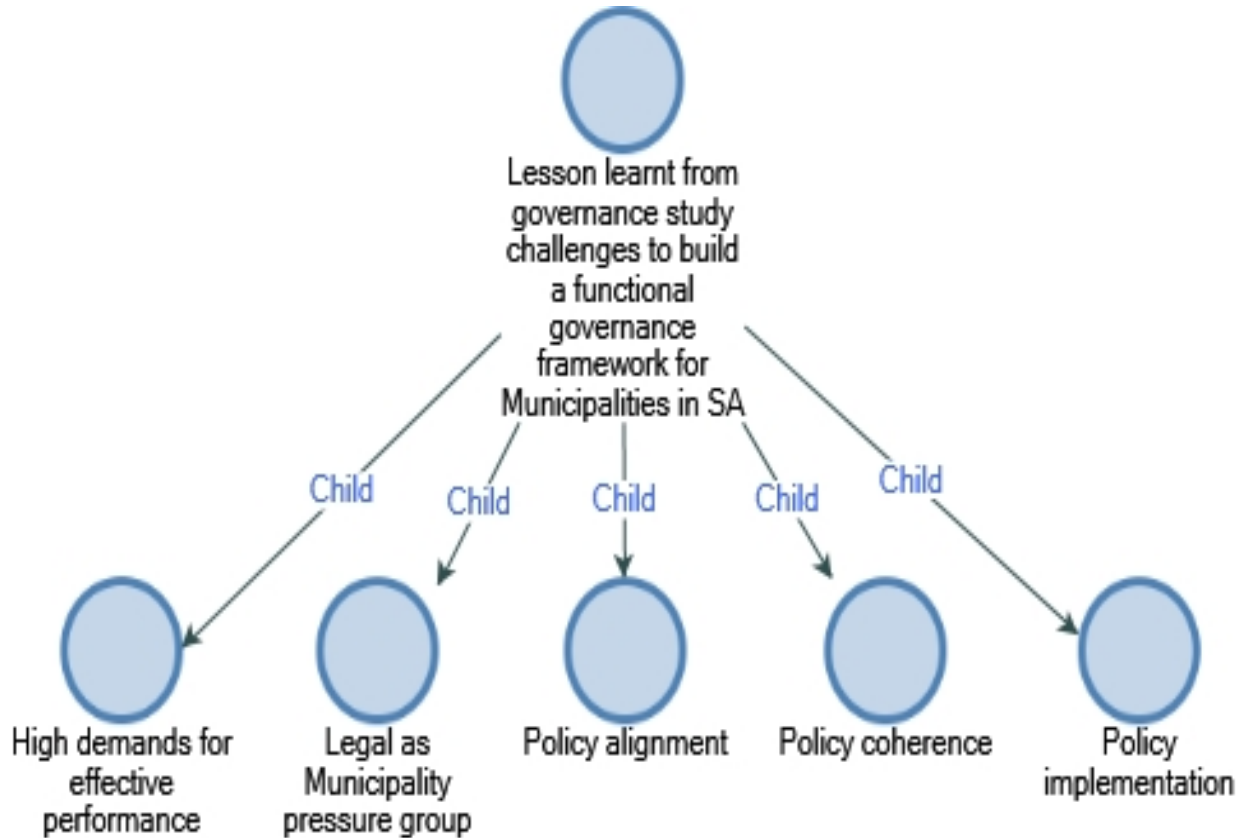 Lesson learnt from
governance study
challenges to build
a functional
governance
framework for
Municipalities in SA
Child
Child
Child
Child
Child
High demands for
effective
performance
Legal as
Municipality
pressure group
Policy alignment
Policy coherence
Policy
implementation